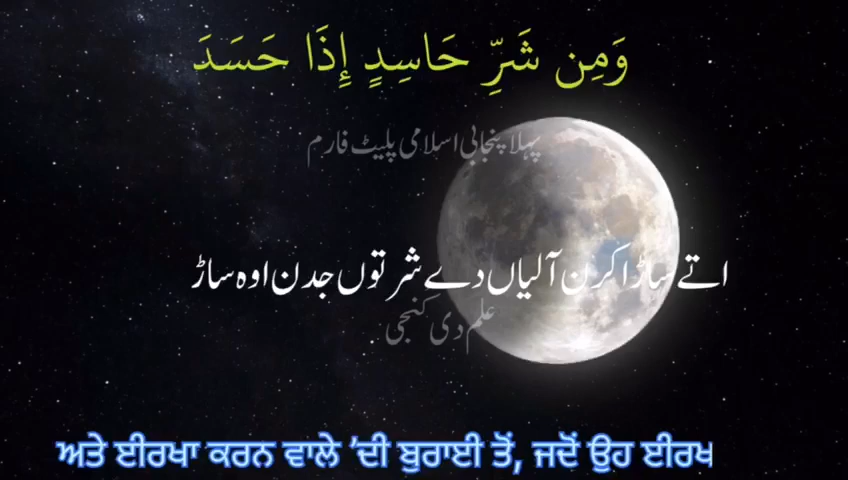 وَمِن شَرِّ حَاسِدٍ إِذَا حَسَدَ
پہلا پنجابی اسلامی پلیٹ فارم
اتے ساڑا کرن آلیاں دے شر توں جدن اوہ ساڑ
علم دی کنجی
ਅਤੇ ਈਰਖਾ ਕਰਨ ਵਾਲੇ ’ਦੀ ਬੁਰਾਈ ਤੋਂ, ਜਦੋਂ ਉਹ ਈਰਖ